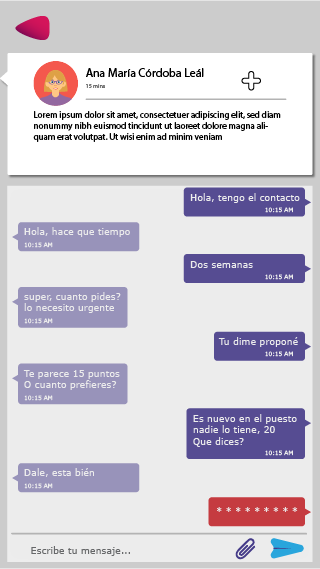 Ana María Córdoba Leál
15 mins
Lorem ipsum dolor sit amet, consectetuer adipiscing elit, sed diam
nonummy nibh euismod tincidunt ut laoreet dolore magna ali-
quam erat volutpat. Ut wisi enim ad minim veniam
Hola, tengo el contacto
10:15 AM
Hola, hace que tiempo
10:15 AM
Dos semanas
10:15 AM
super, cuanto pides?
lo necesito urgente
10:15 AM
Tu dime proponé
10:15 AM
Te parece 15 puntos
O cuanto prefieres?
10:15 AM
Es nuevo en el puesto
nadie lo tiene, 20
Que dices?
10:15 AM
Dale, esta bién
10:15 AM
* * * * * * * * *
Escribe tu mensaje...